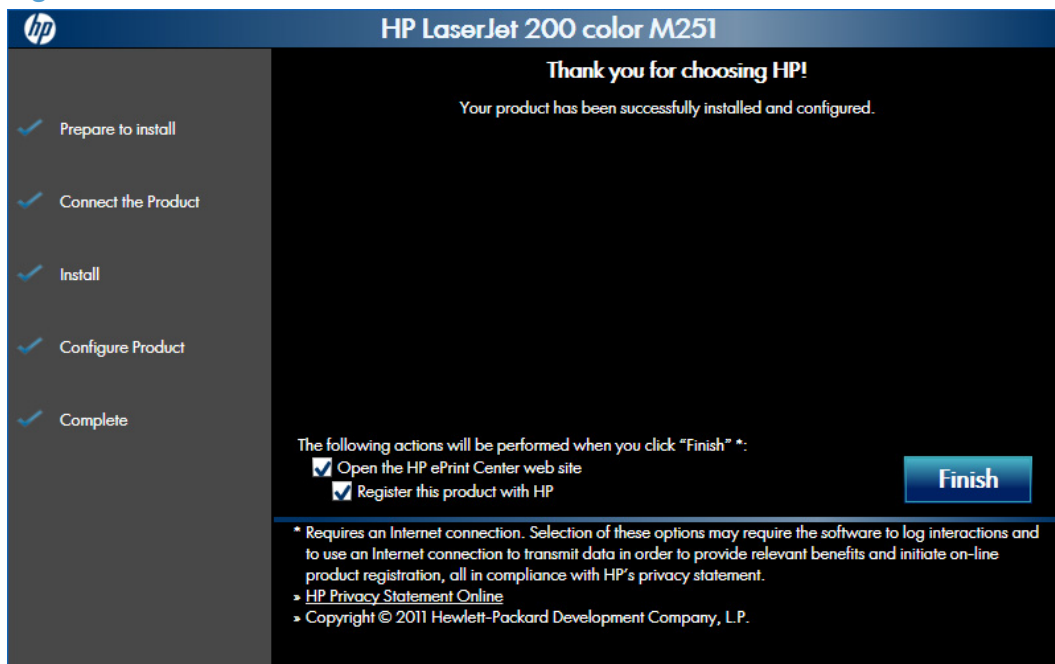 hp
HP LaserJet 200 color M251
Thank you for choosing HP!
Your product has been successfully installed and configured.
Prepare to install
Connect the Product
Install
Configure Product
Complete
The following actions will be performed when you click “Finish” *:
Open the HP ePrint Center web site
Register this product with HP
Finish
* Requires an Internet connection. Selection of these options may require the software to log interactions and
to use an Internet connection to transmit data in order to provide relevant benefits and initiate on-line
product registration, all in compliance with HP’s privacy statement.
» HP Privacy Statement Online
» Copyright © 2011 Hewlett-Packard Development Company, L.P.